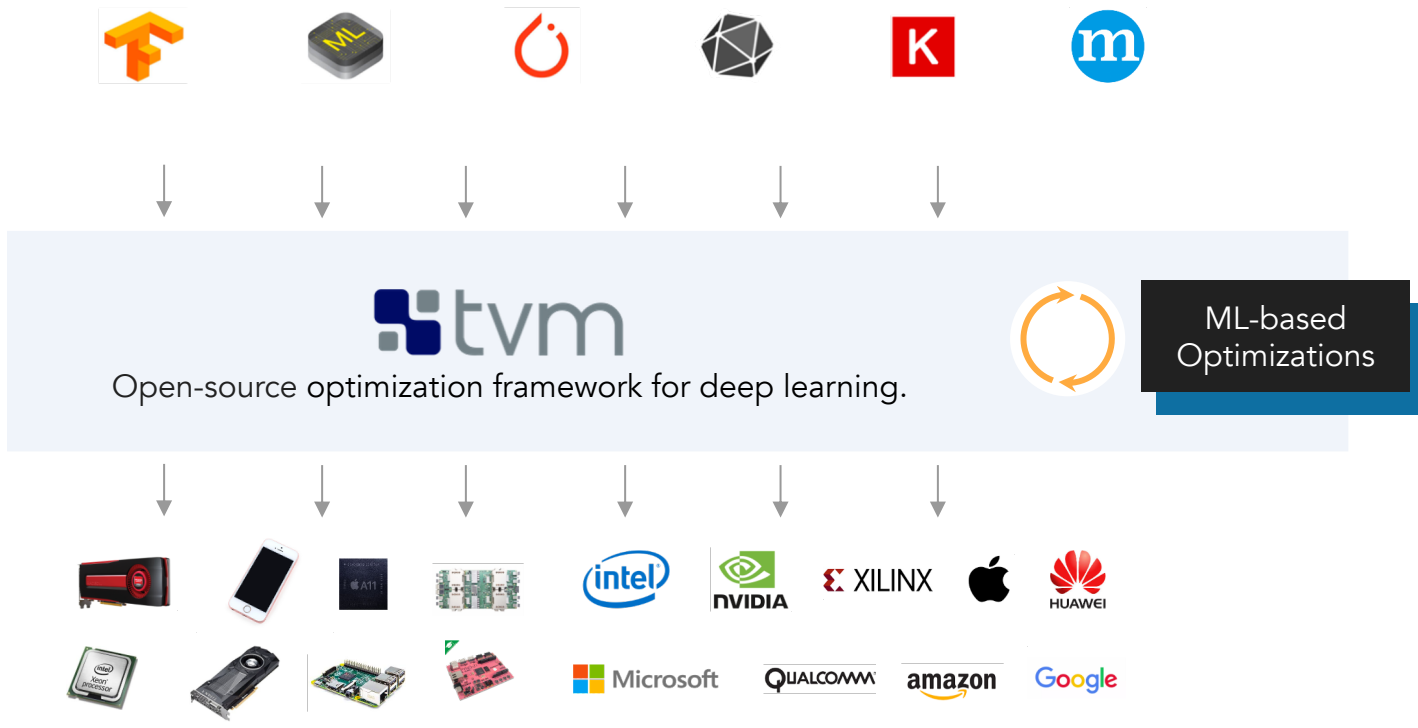 ML
K
m
tvm
Open-source optimization framework for deep learning.
ML-based
Optimizations
A11
intel
NVIDIA
XILINX
HUAWEI
intel
Xeon
processor
Microsoft
QUALCOMM
amazon
Google